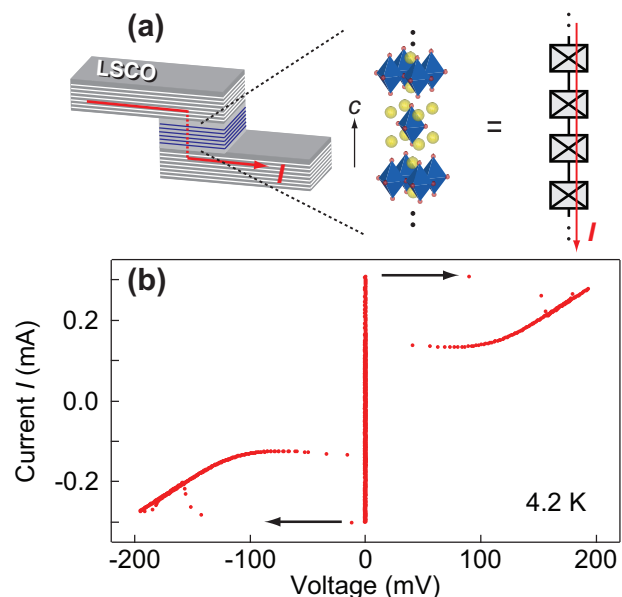 (a)
LSCO
c
=
I
I
(b)
0.2
0.0
-0.2
Current I (mA)
4.2 K
-200
-100
0
100
200
Voltage (mV)